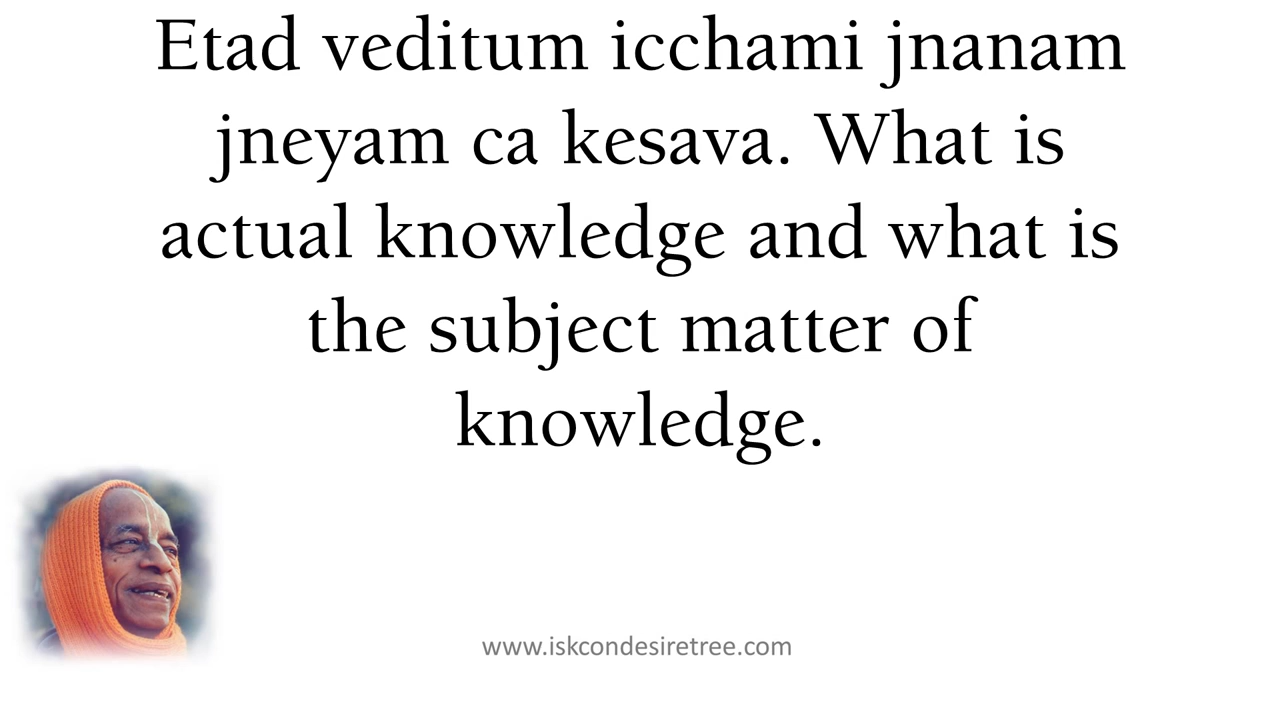 Etad veditum icchami jnanam
jneyam ca kesava. What is
actual knowledge and what is
the subject matter of
knowledge.
www.iskcondesiretree.com